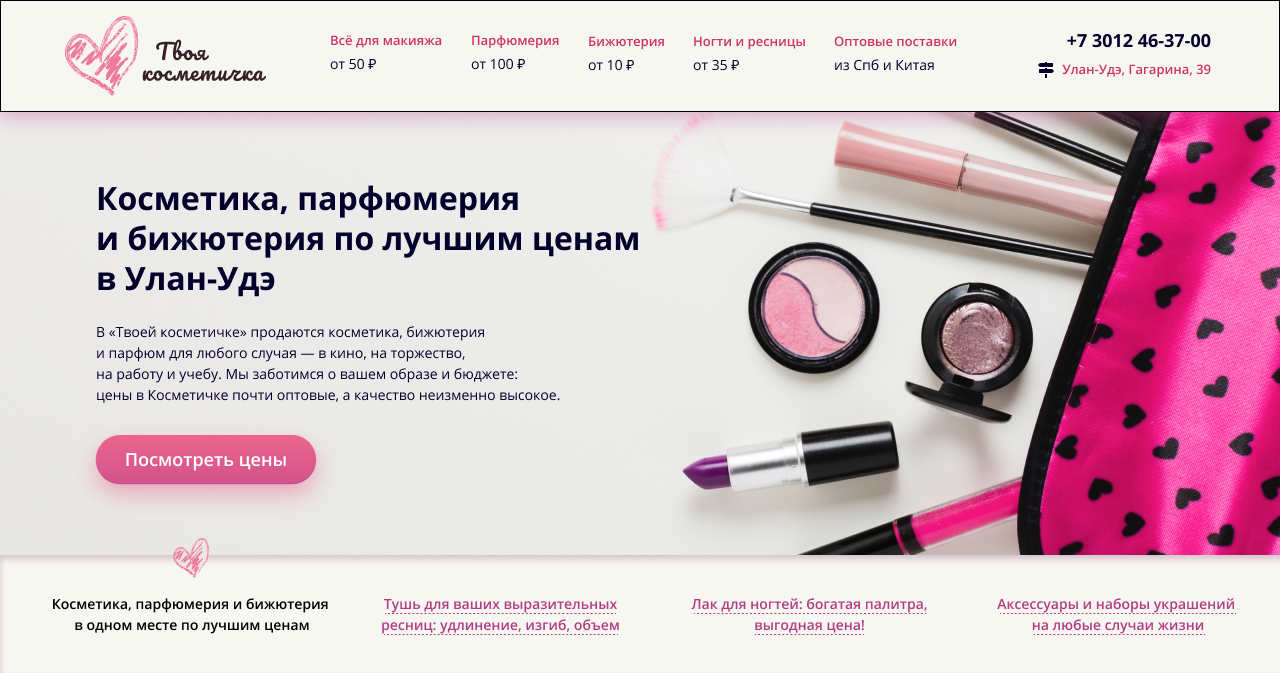 Твоя
косметичка
Всё для макияжа
от 50 ₽
Парфюмерия
от 100 ₽
Бижютерия
от 10 ₽
Ногти и ресницы
от 35 ₽
Оптовые поставки
из Спб и Китая
+7 3012 46-37-00
Улан-Удэ, Гагарина, 39
Косметика, парфюмерия
и бижютерия по лучшим ценам
в Улан-Удэ
В «Твоей косметичке» продаются косметика, бижютерия
и парфюм для любого случая — в кино, на торжество,
на работу и учебу. Мы заботимся о вашем образе и бюджете:
цены в Косметичке почти оптовые, а качество неизменно высокое.
Посмотреть цены
Косметика, парфюмерия и бижютерия
в одном месте по лучшим ценам
Тушь для ваших выразительных
ресниц: удлинение, изгиб, объем
Лак для ногтей: богатая палитра,
выгодная цена!
Аксессуары и наборы украшений
на любые случаи жизни